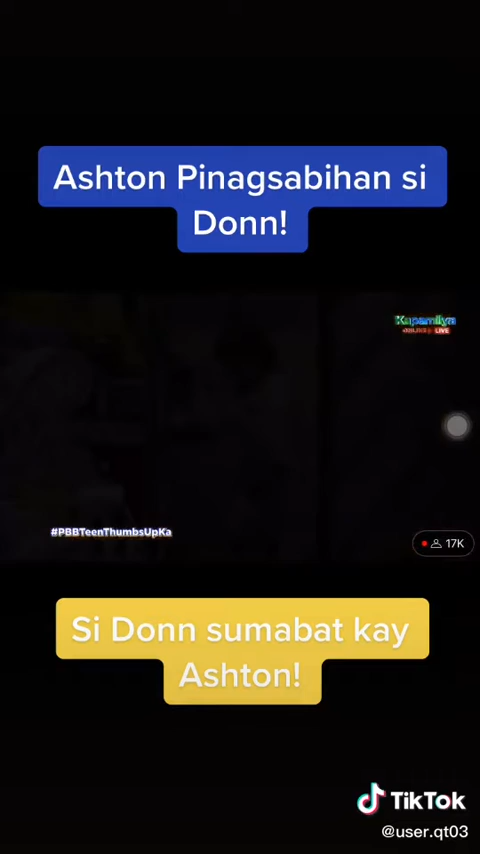 Ashton Pinagsabihan si
Donn!
Kapamilya
LIVE
#PBBTeenThumbsUpKa
17K
Si Donn sumabat kay
Ashton!
TikTok
@user.qt03